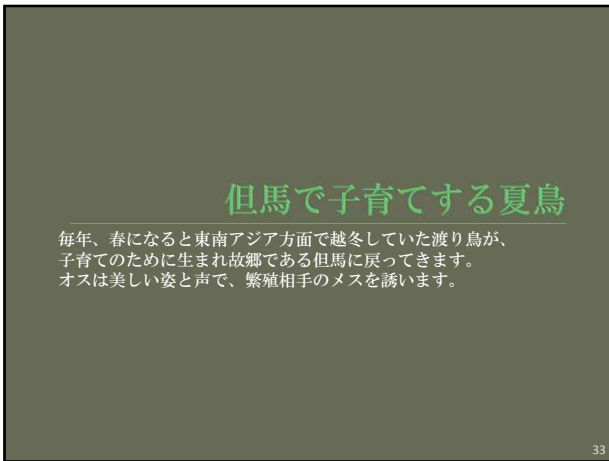 但馬で子育てする夏鳥
毎年、春になると東南アジア方面で越冬していた渡り鳥が、
子育てのために生まれ故郷である但馬に戻ってきます。
オスは美しい姿と声で、繁殖相手のメスを誘います。
33